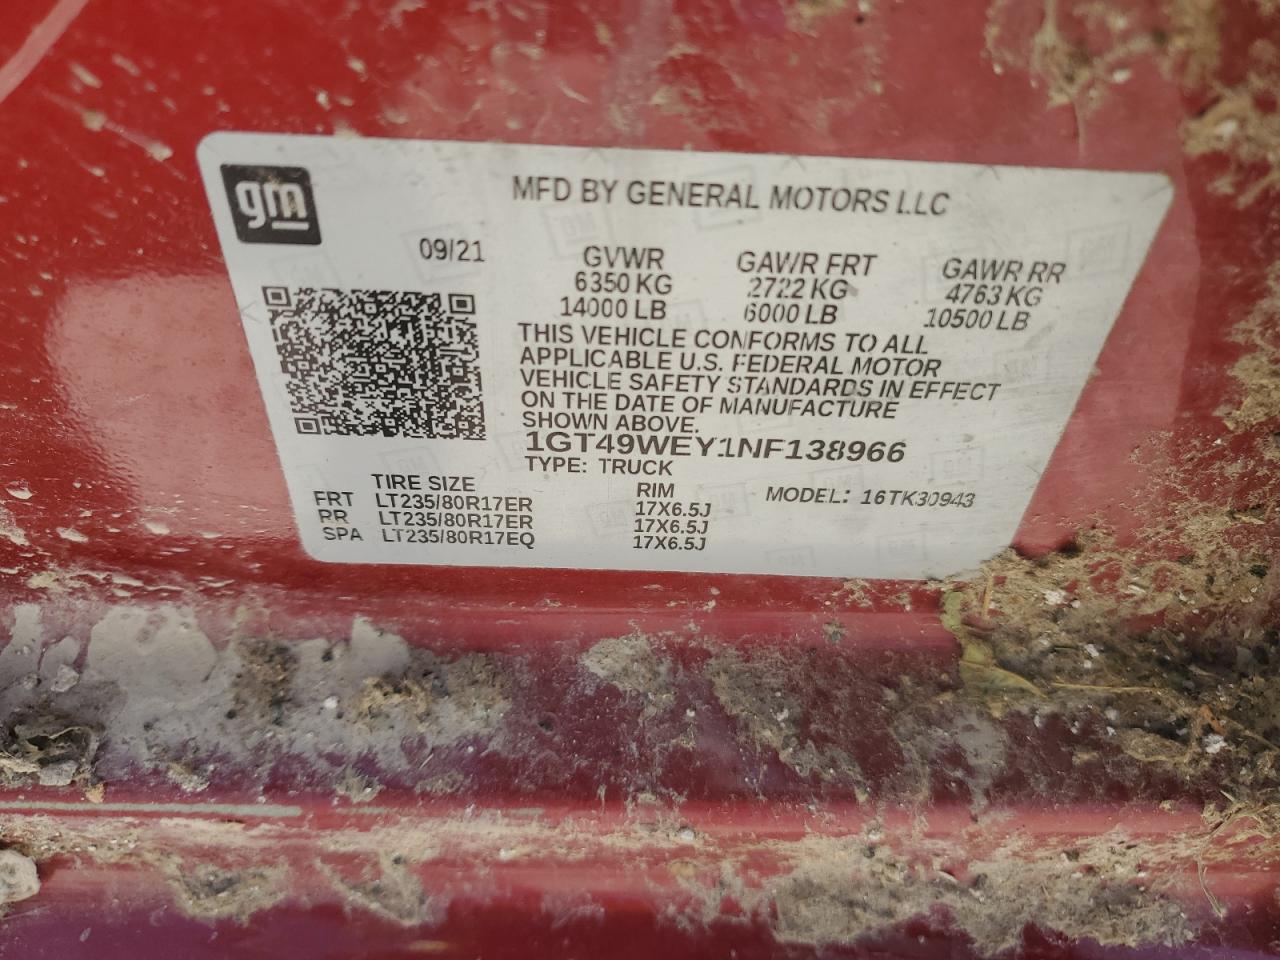 gm
MFD BY GENERAL MOTORS LLC
09/21
GVWR GAWR FRT GAWR RR
6350 KG 2722 KG 4763 KG
14000 LB 6000 LB 10500 LB
THIS VEHICLE CONFORMS TO ALL
APPLICABLE U.S. FEDERAL MOTOR
VEHICLE SAFETY STANDARDS IN EFFECT
ON THE DATE OF MANUFACTURE
SHOWN ABOVE.
1GT49WEY1NF138966
TYPE: TRUCK
TIRE SIZE RIM MODEL: 16TK30943
FRT LT235/80R17ER 17X6.5J
RR LT235/80R17ER 17X6.5J
SPA LT235/80R17EQ 17X6.5J